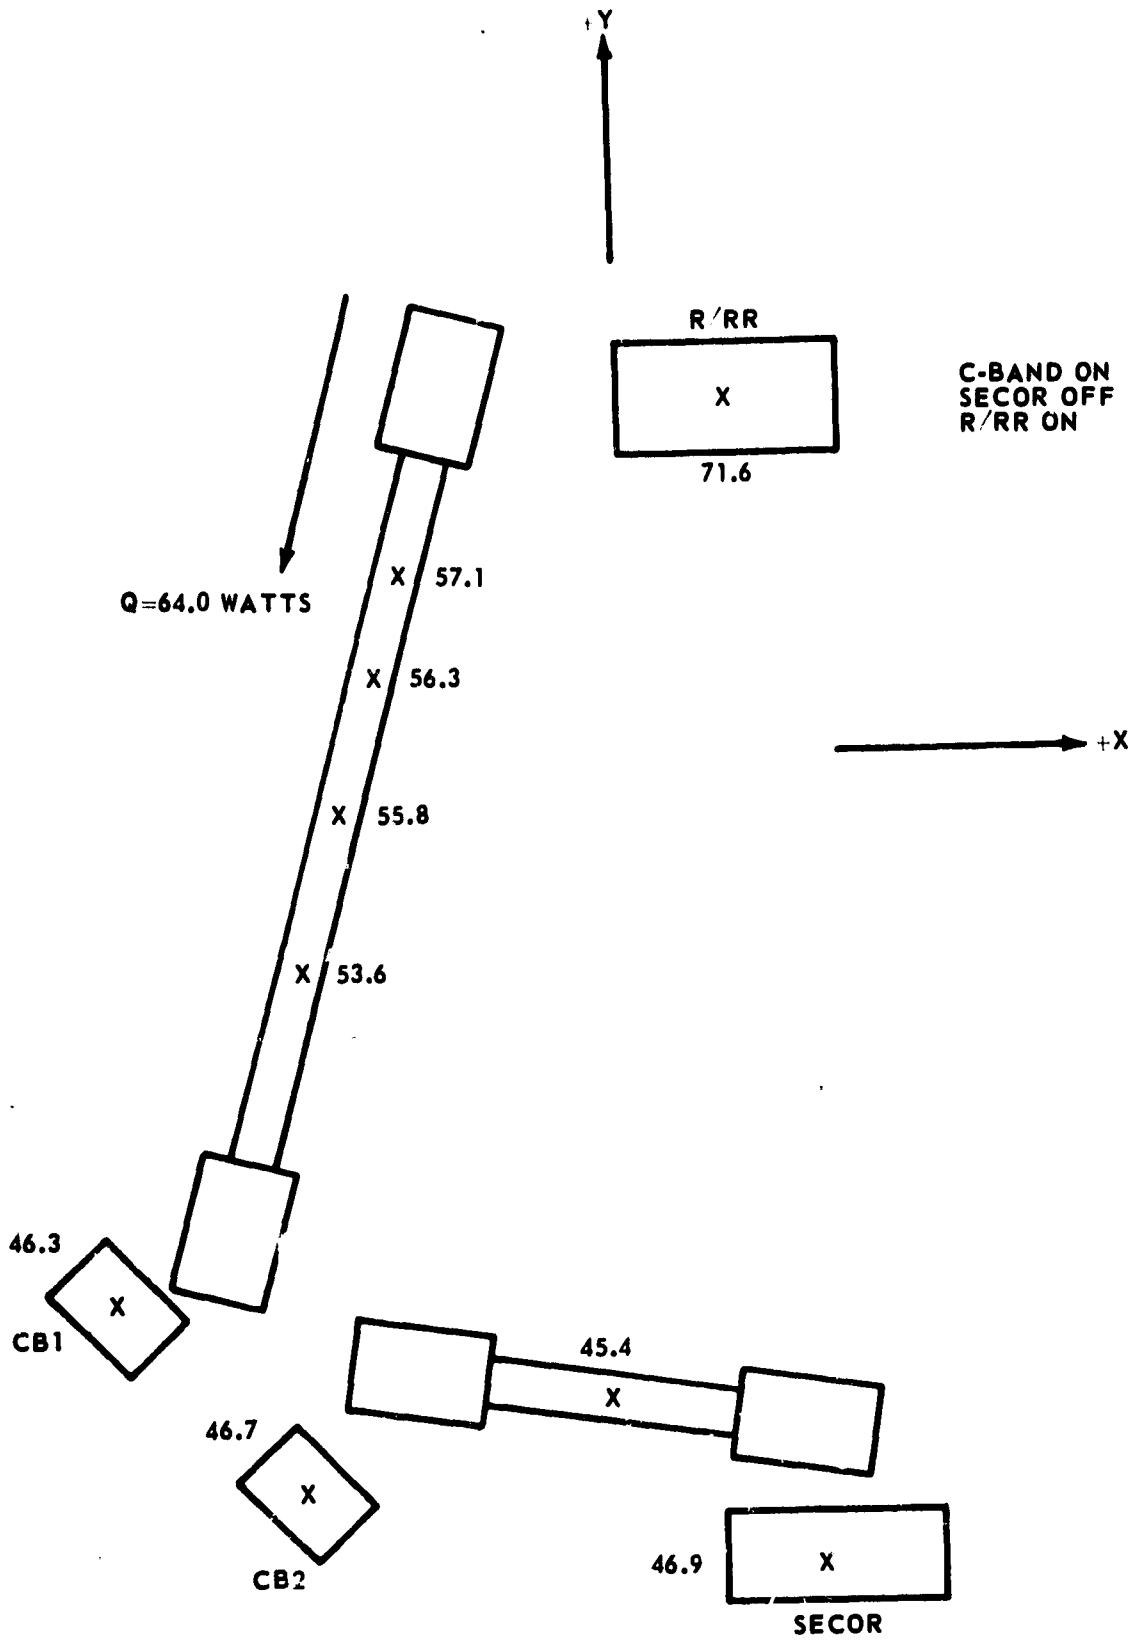 +Y
R/RR
X
71.6
C-BAND ON
SECOR OFF
R/RR ON
X 57.1
Q=64.0 WATTS
X 56.3
+X
X 55.8
X 53.6
46.3
X
CB1
45.4
X
46.7
X
CB2
46.9
X
SECOR